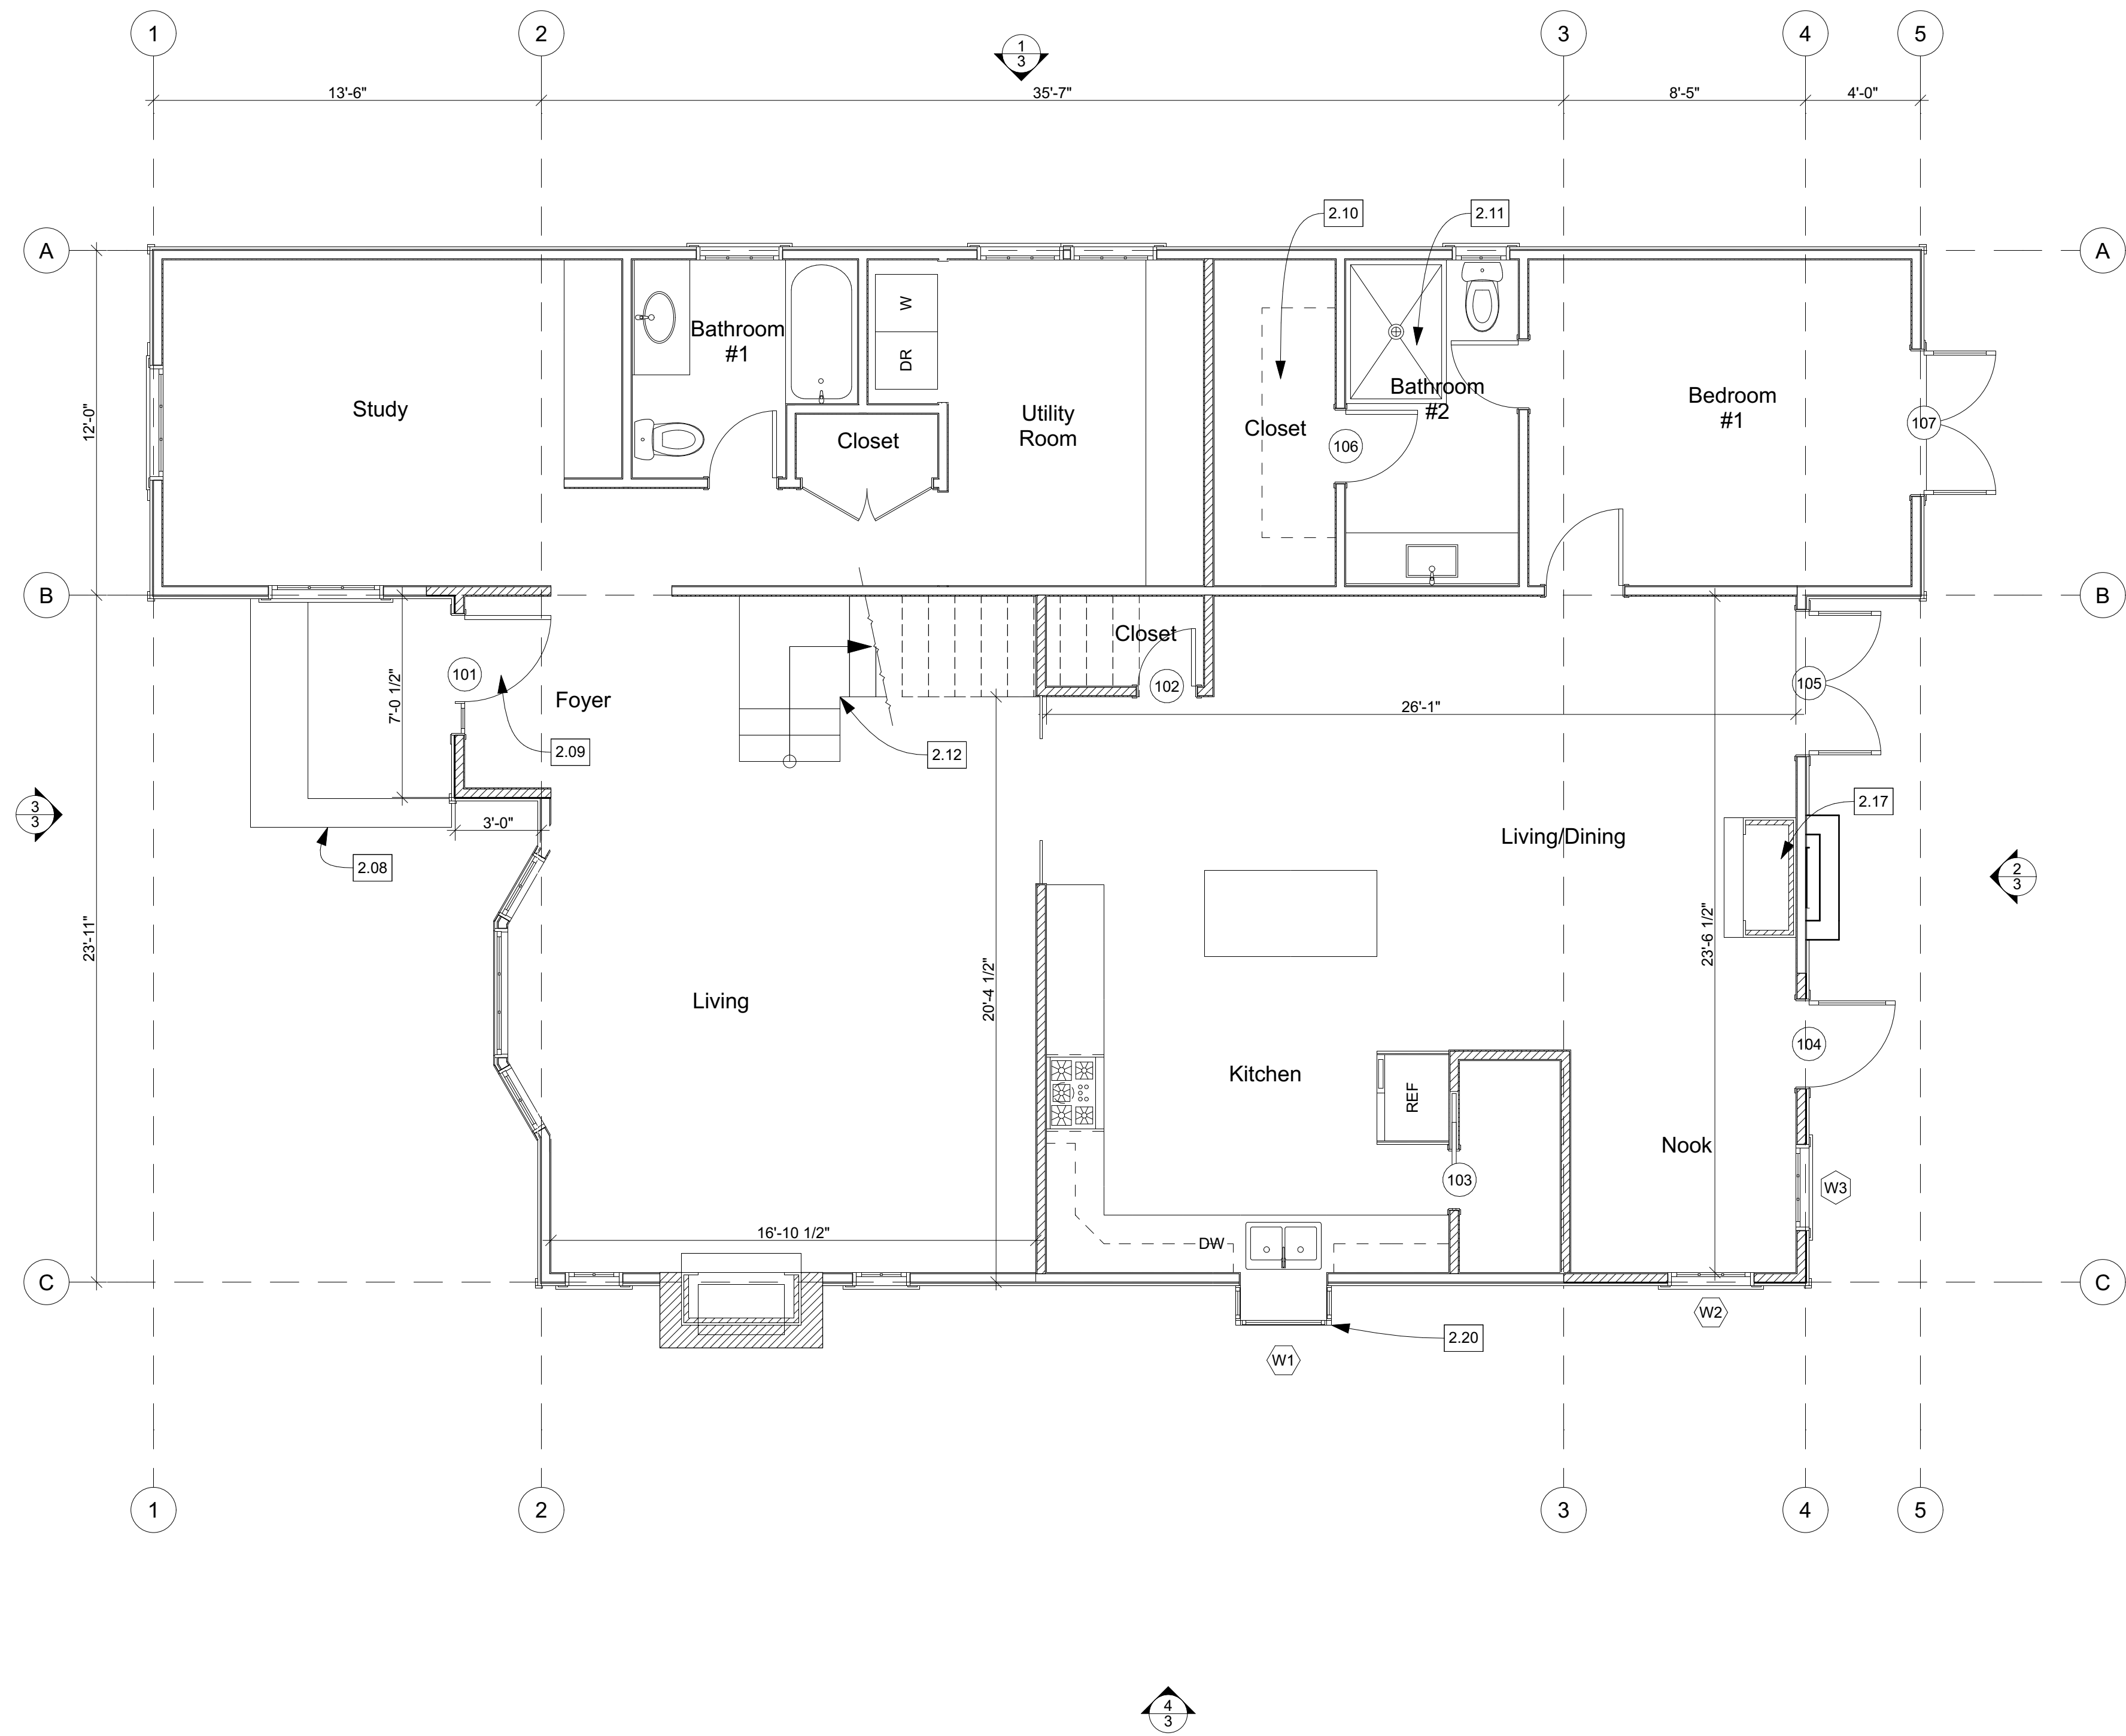 1
2
3
4
5
1
3
13'-6"
35'-7"
8'-5"
4'-0"
2.10
2.11
A
A
W
DR
Bathroom
#1
Bathroom
#2
Study
Utility
Room
Closet
Closet
Bedroom
#1
12'-0"
106
107
B
B
Closet
101
102
105
7'-0 1/2"
Foyer
26'-1"
2.09
2.12
2.17
3
3
3'-0"
Living/Dining
2.08
2
3
23'-11"
23'-6 1/2"
20'-4 1/2"
Living
104
Kitchen
REF
Nook
103
W3
16'-10 1/2"
DW
C
C
W2
2.20
W1
1
2
3
4
5
4
3